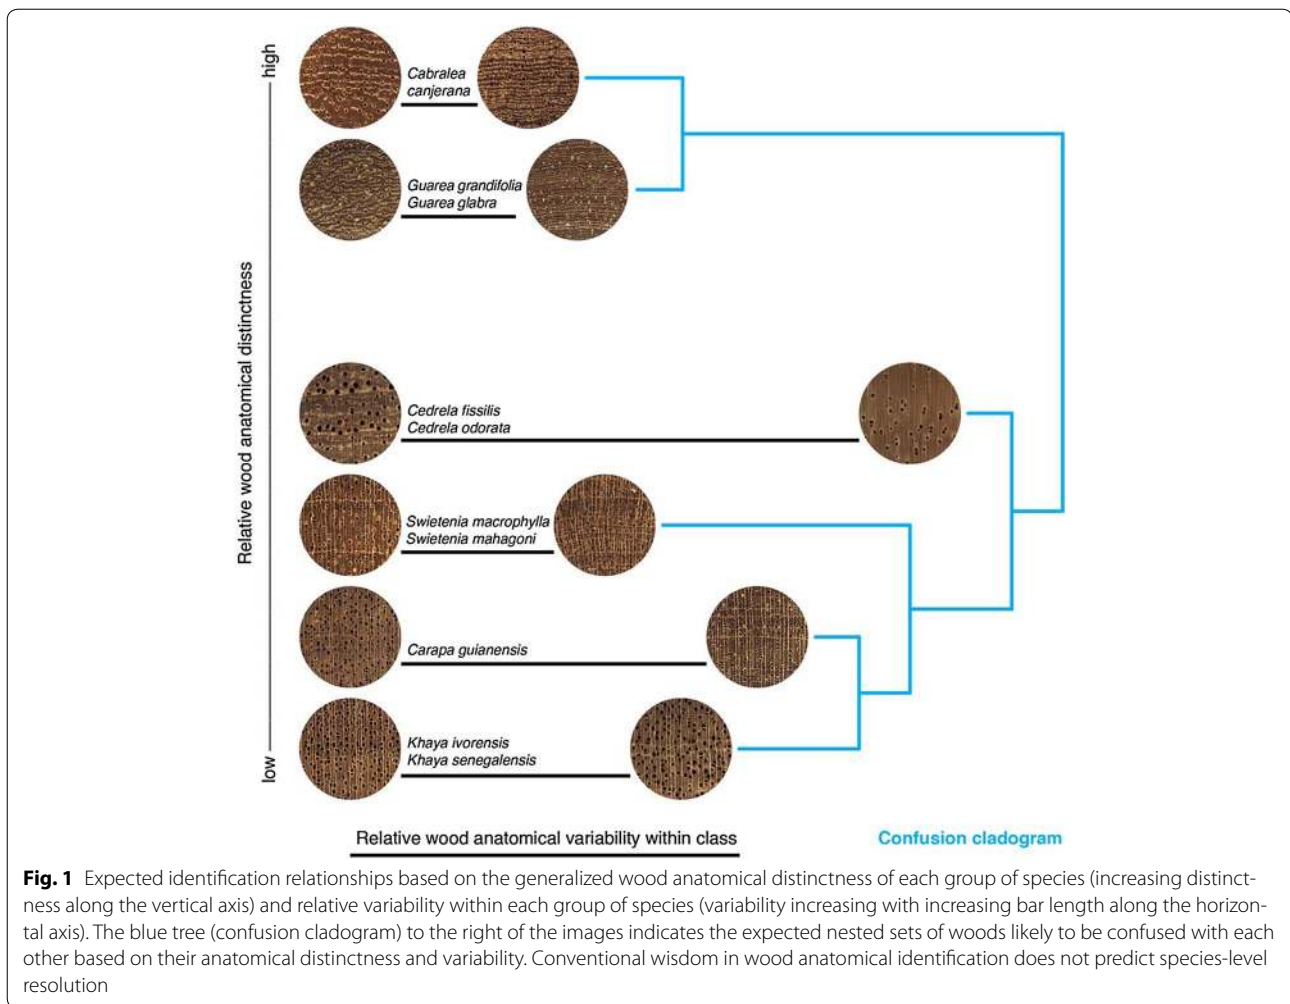 high
Relative wood anatomical distinctness
low
Cabralea
canjerana
Guarea grandifolia
Guarea glabra
Cedrela fissilis
Cedrela odorata
Swietenia macrophylla
Swietenia mahagoni
Carapa guianensis
Khaya ivorensis
Khaya senegalensis
Relative wood anatomical variability within class
Confusion cladogram
Fig. 1 Expected identification relationships based on the generalized wood anatomical distinctness of each group of species (increasing distinct-
ness along the vertical axis) and relative variability within each group of species (variability increasing with increasing bar length along the horizon-
tal axis). The blue tree (confusion cladogram) to the right of the images indicates the expected nested sets of woods likely to be confused with each
other based on their anatomical distinctness and variability. Conventional wisdom in wood anatomical identification does not predict species-level
resolution